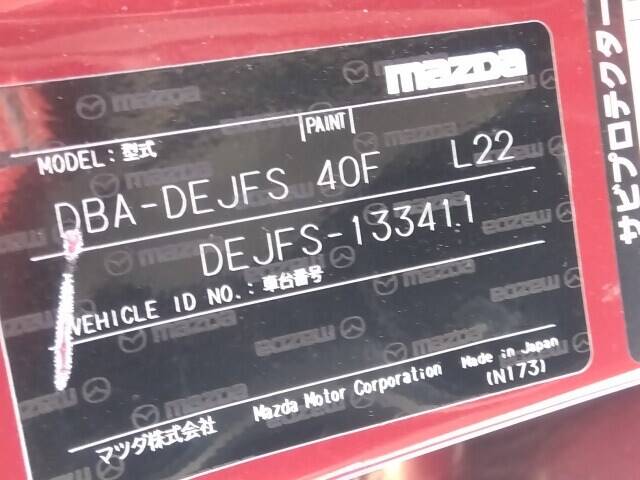 mazda
MODEL：型式
PAINT
DBA-DEJFS 40F L22
DEJFS-133411
VEHICLE ID NO.：車台番号
マツダ株式会社 Mazda Motor Corporation Made in Japan
(N173)
サビプロテクター